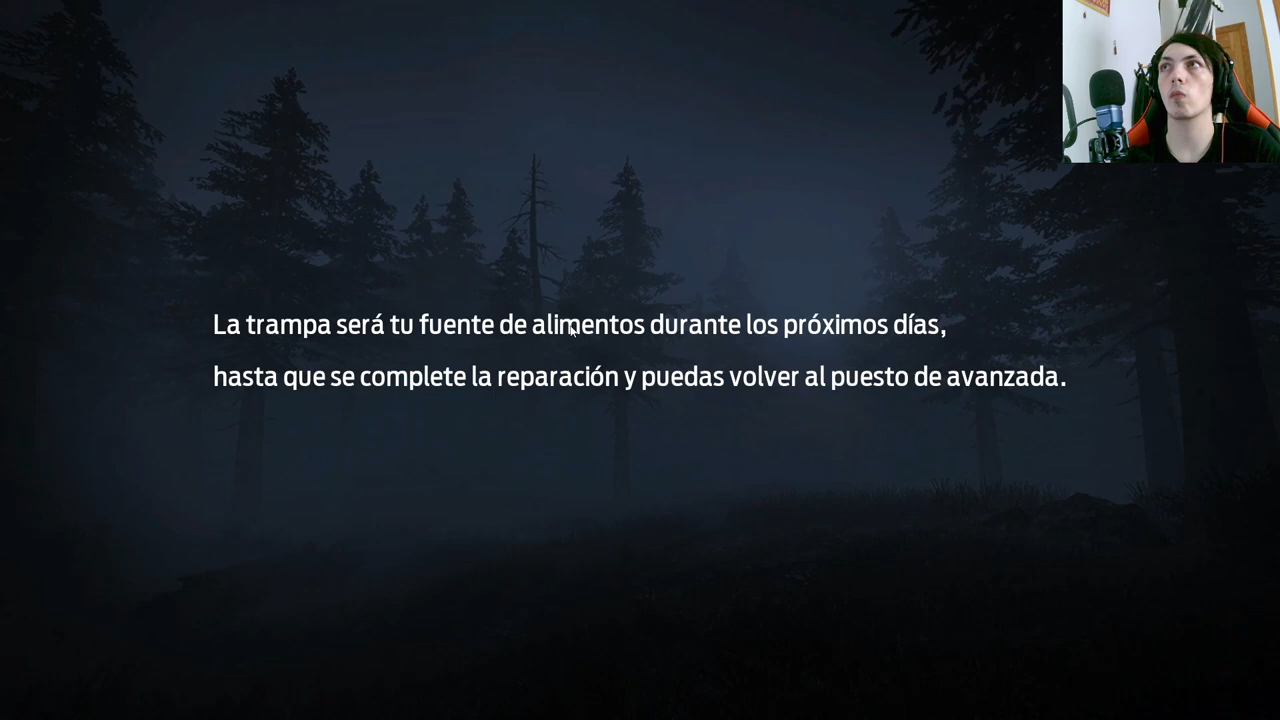 La trampa será tu fuente de alimentos durante los próximos días,
hasta que se complete la reparación y puedas volver al puesto de avanzada.